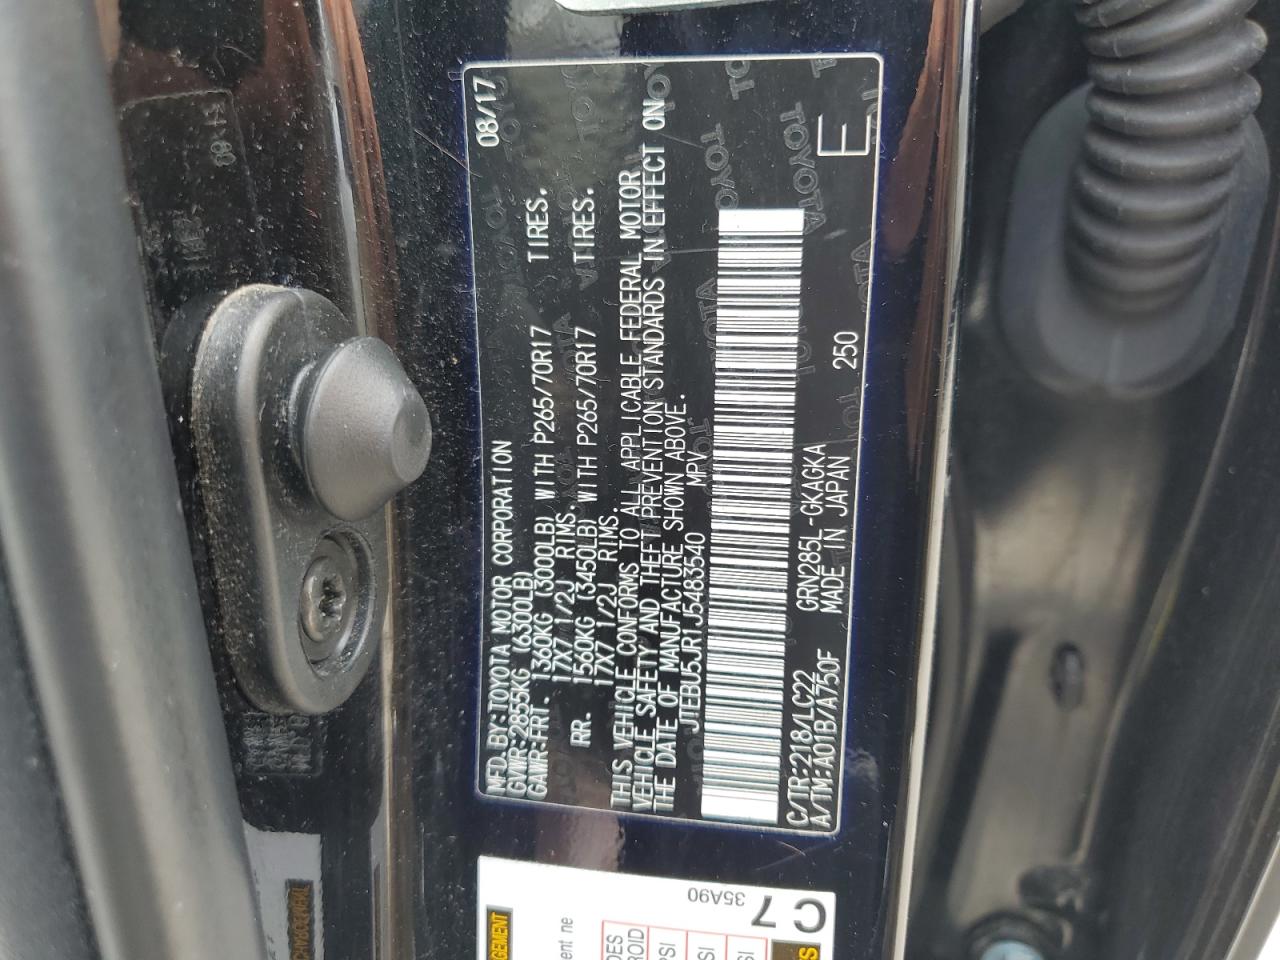 MFD.BY:TOYOTA MOTOR CORPORATION 08/17
GVWR:2855KG (6300LB)
GAWR:FRT. 1360KG (3000LB) WITH P265/70R17 TIRES.
17X7 1/2J RIMS.
RR. 1560KG (3450LB) WITH P265/70R17 TIRES.
17X7 1/2J RIMS.
THIS VEHICLE CONFORMS TO ALL APPLICABLE FEDERAL MOTOR
VEHICLE SAFETY AND THEFT PREVENTION STANDARDS IN EFFECT ON
THE DATE OF MANUFACTURE SHOWN ABOVE.
JTEBU5JR1J5483540 MPV
C/TR:218/LC22 GRN285L-GKAGKA 250
A/TM:A01B/A750F MADE IN JAPAN E
C7
35A90